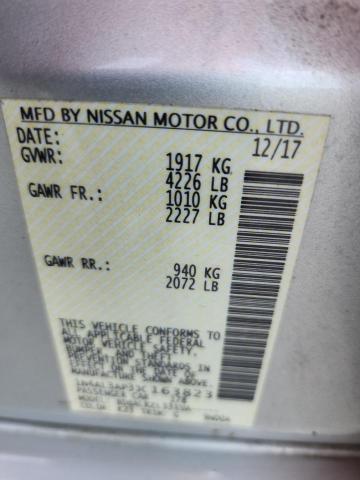 MFD BY NISSAN MOTOR CO., LTD.
DATE: 12/17
GVWR: 1917 KG
4226 LB
GAWR FR.: 1010 KG
2227 LB
GAWR RR.: 940 KG
2072 LB
THIS VEHICLE CONFORMS TO
ALL APPLICABLE FEDERAL
MOTOR VEHICLE SAFETY,
BUMPER, AND THEFT
PREVENTION STANDARDS IN
EFFECT ON THE DATE OF
MANUFACTURE SHOWN ABOVE.
PASSENGER CAR